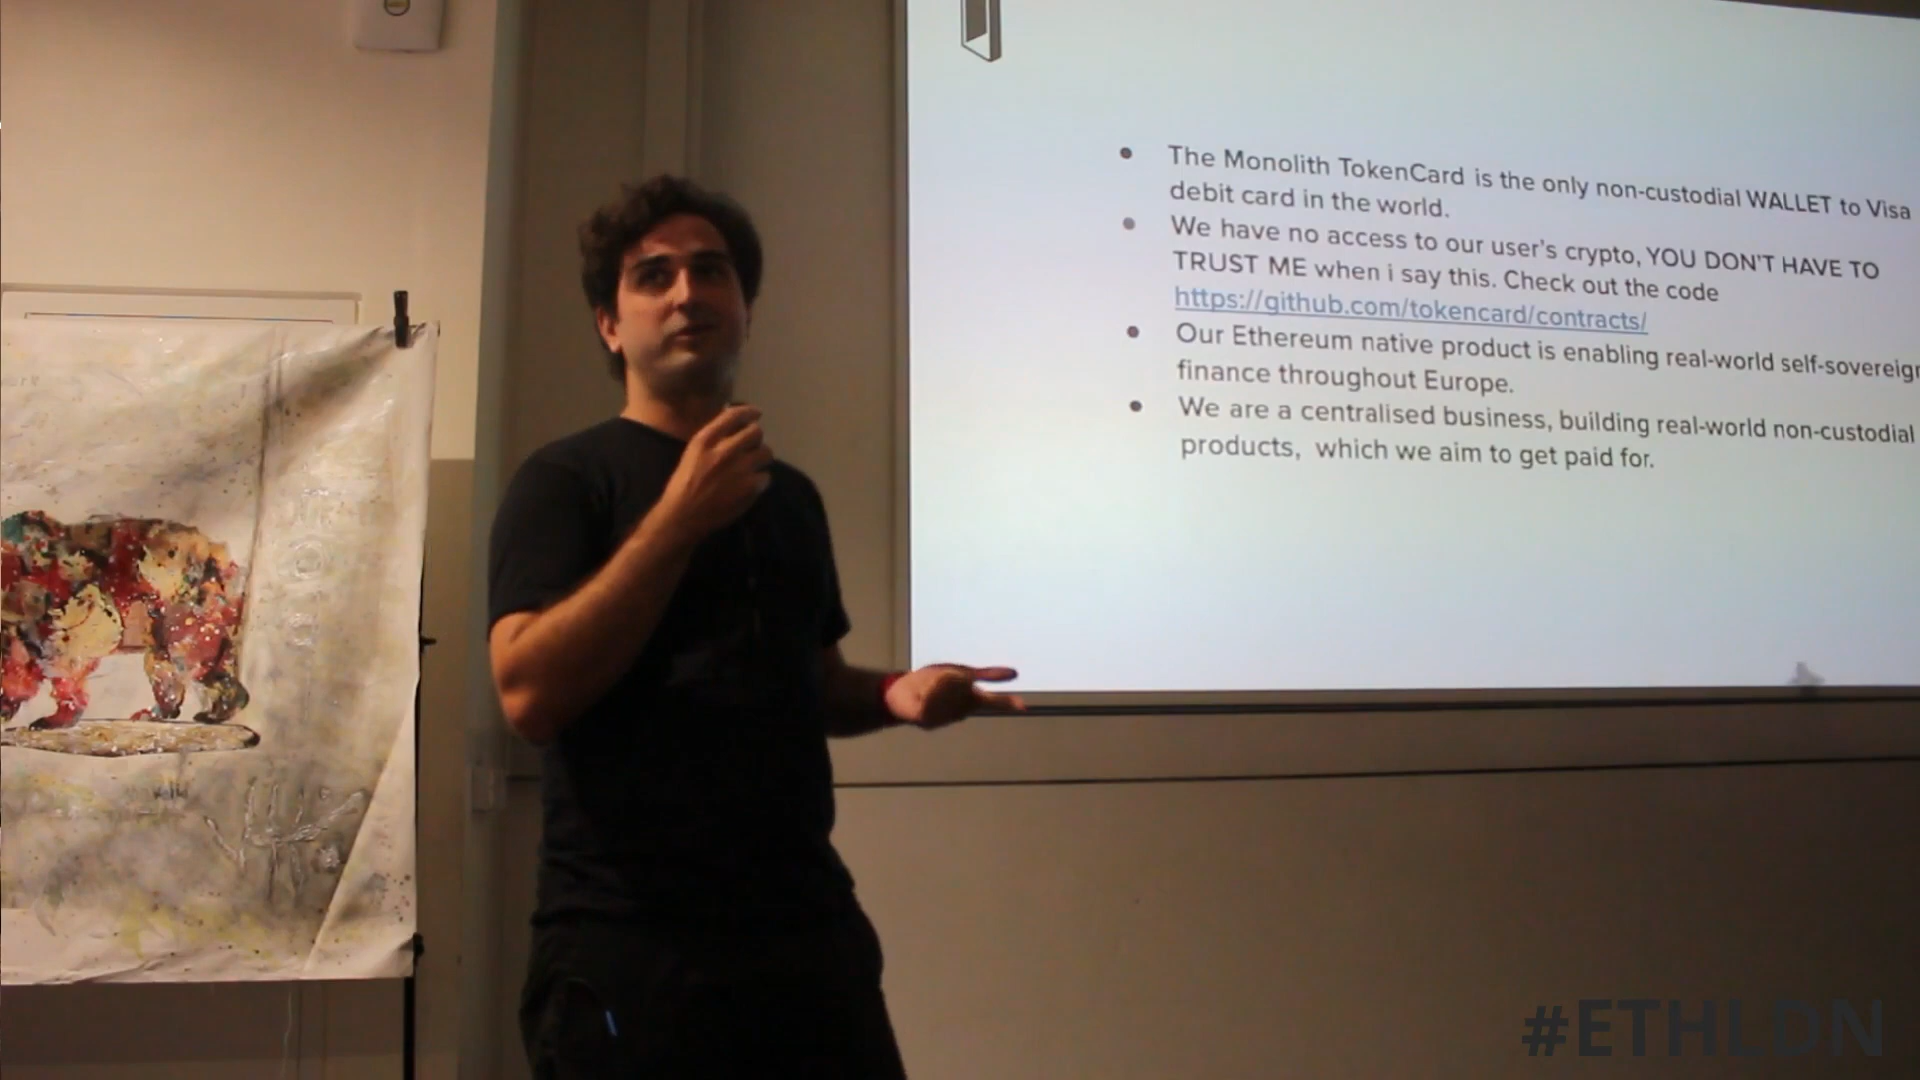 The Monolith TokenCard is the only non-custodial WALLET to Visa
debit card in the world.
We have no access to our user's crypto, YOU DON'T HAVE TO
TRUST ME when i say this. Check out the code
https://github.com/tokencard/contracts/
Our Ethereum native product is enabling real-world self-sovereign
finance throughout Europe.
We are a centralised business, building real-world non-custodial
products, which we aim to get paid for.
#ETHLDN